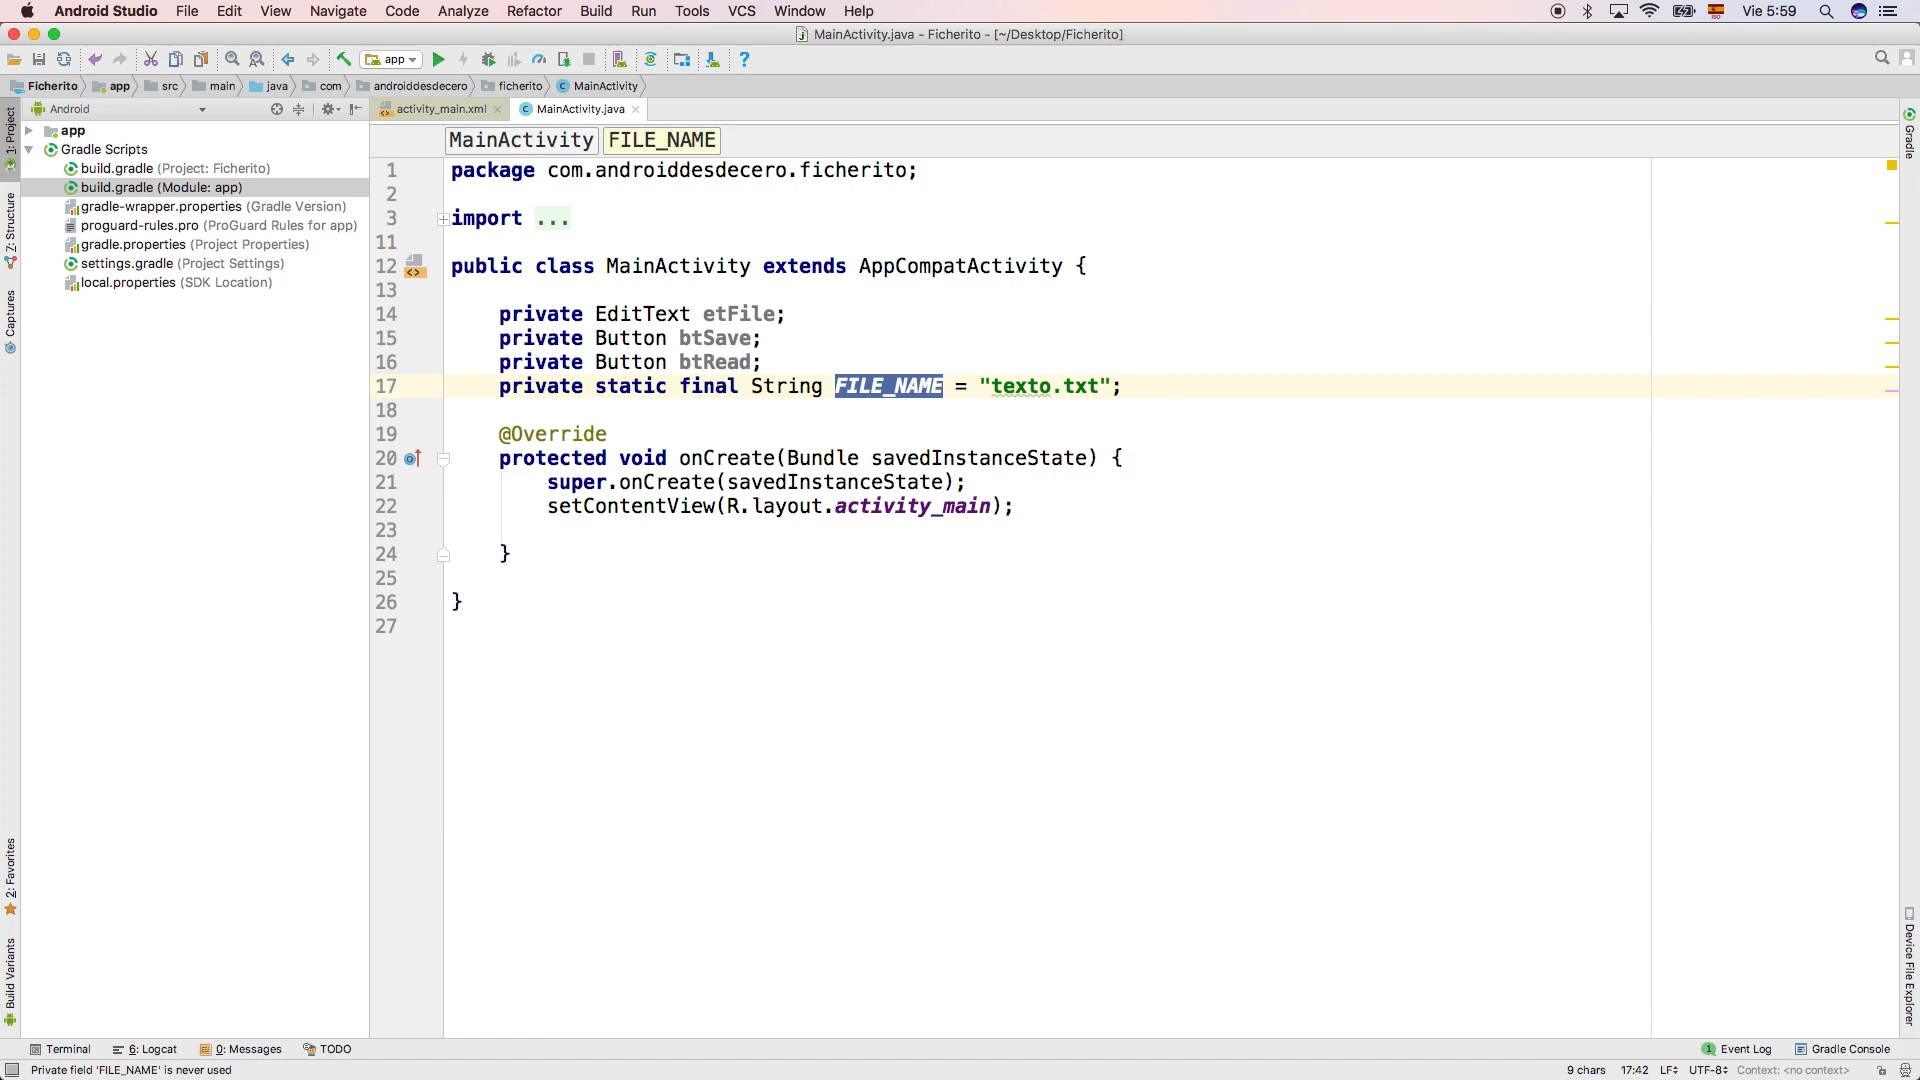 Android Studio File Edit View Navigate Code Analyze Refactor Build Run Tools VCS Window Help Vie 5:59
MainActivity.java - Ficherito - [~/Desktop/Ficherito]
app
Ficherito app src main java com androiddesdecero ficherito MainActivity
Android activity_main.xml MainActivity.java
MainActivity FILE_NAME
app
Gradle Scripts
build.gradle (Project: Ficherito)
build.gradle (Module: app)
gradle-wrapper.properties (Gradle Version)
proguard-rules.pro (ProGuard Rules for app)
gradle.properties (Project Properties)
settings.gradle (Project Settings)
local.properties (SDK Location)
1 package com.androiddesdecero.ficherito;
2
3 import ...
11
12 public class MainActivity extends AppCompatActivity {
13
14 private EditText etFile;
15 private Button btSave;
16 private Button btRead;
17 private static final String FILE_NAME = "texto.txt";
18
19 @Override
20 protected void onCreate(Bundle savedInstanceState) {
21 super.onCreate(savedInstanceState);
22 setContentView(R.layout.activity_main);
23
24 }
25
26 }
27
1: Project
7: Structure
Captures
2: Favorites
Build Variants
Gradle
Device File Explorer
Terminal 6: Logcat 0: Messages TODO 1 Event Log Gradle Console
Private field 'FILE_NAME' is never used 9 chars 17:42 LF UTF-8 Context: <no context>